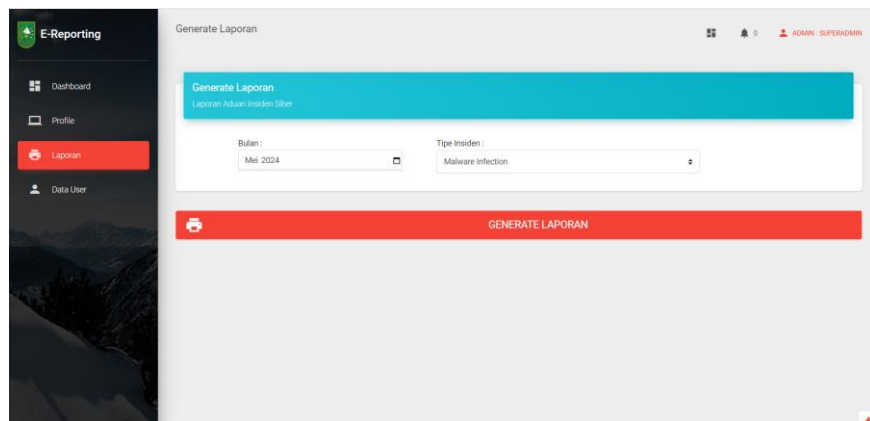 E-Reporting
Dashboard
Profile
Laporan
Data User
Generate Laporan
0
ADMIN : SUPERADMIN
Generate Laporan
Laporan Aduan Insiden Siber
Bulan :
Mei 2024
Tipe Insiden :
Malware Infection
GENERATE LAPORAN